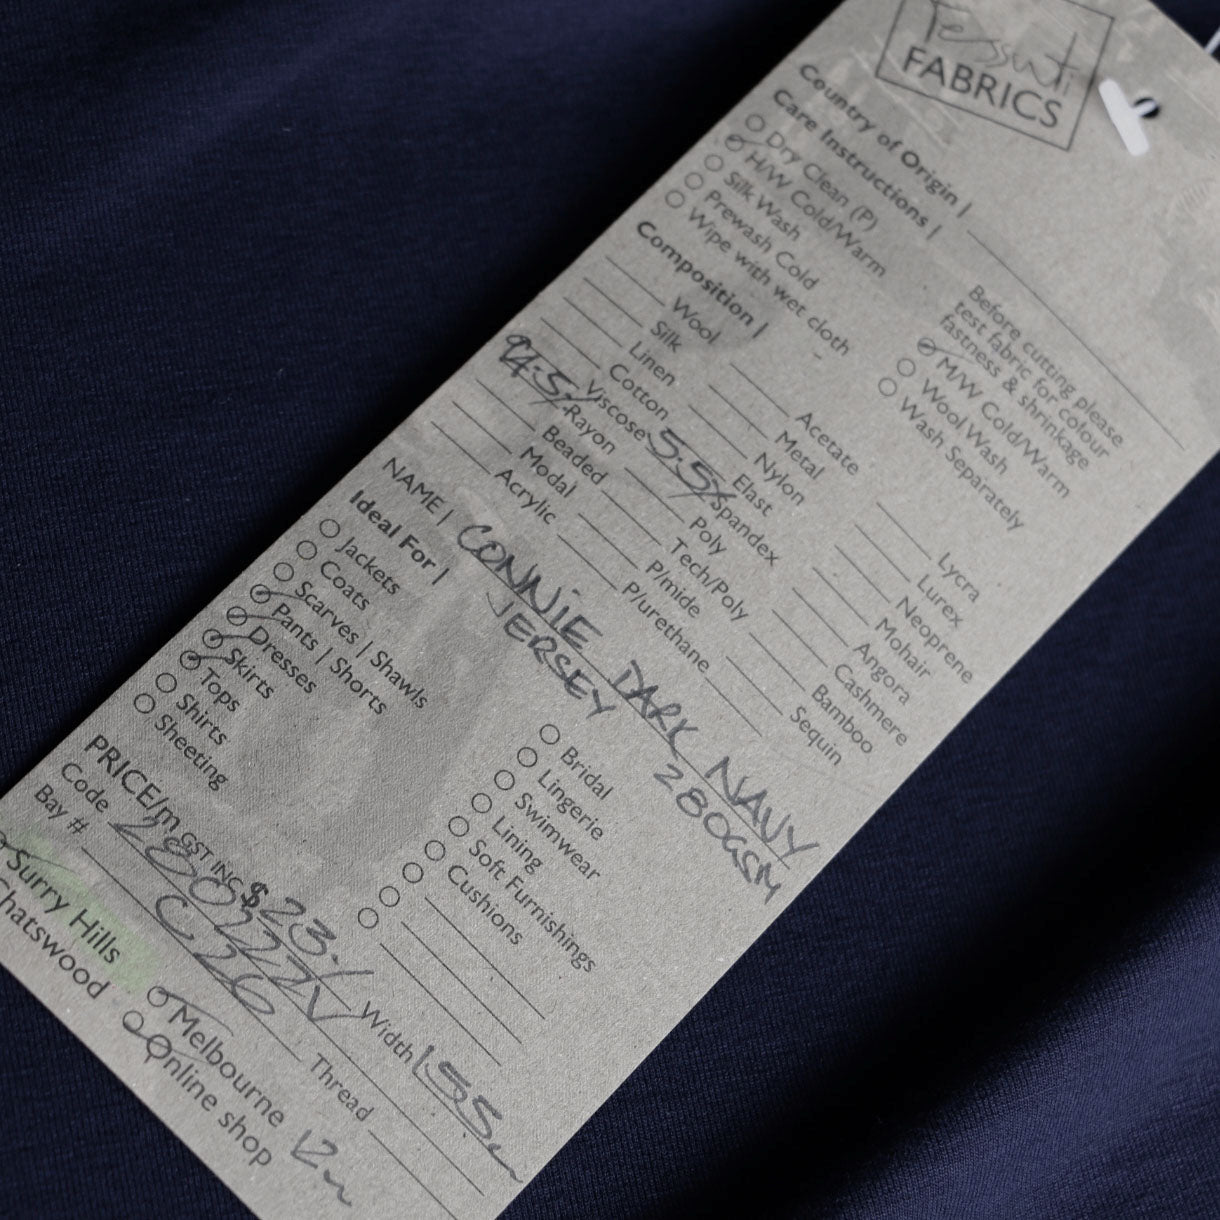 Tessuti
FABRICS
Country of Origin |
Care Instructions |
Dry Clean (P)
H/W Cold/Warm
Silk Wash
Prewash Cold
Wipe with wet cloth
Before cutting please
test fabric for colour
fastness & shrinkage
M/W Cold/Warm
Wool Wash
Wash Separately
Composition |
Wool
Silk
Linen
Cotton
94.5% Viscose
Rayon
Beaded
Modal
Acrylic
Acetate
Metal
Nylon
Elast
5.5% Spandex
Poly
Tech/Poly
P/mide
P/urethane
Lycra
Lurex
Neoprene
Mohair
Angora
Cashmere
Bamboo
Sequin
NAME | CONNIE DARK NAVY
JERSEY 280GSM
Ideal For |
Jackets
Coats
Scarves | Shawls
Pants | Shorts
Dresses
Skirts
Tops
Shirts
Sheeting
Bridal
Lingerie
Swimwear
Lining
Soft Furnishings
Cushions
PRICE/m GST INC $23.
Width 155
Code 28022V
Bay # C26
Thread
Surry Hills
Chatswood
Melbourne
Online shop
12m